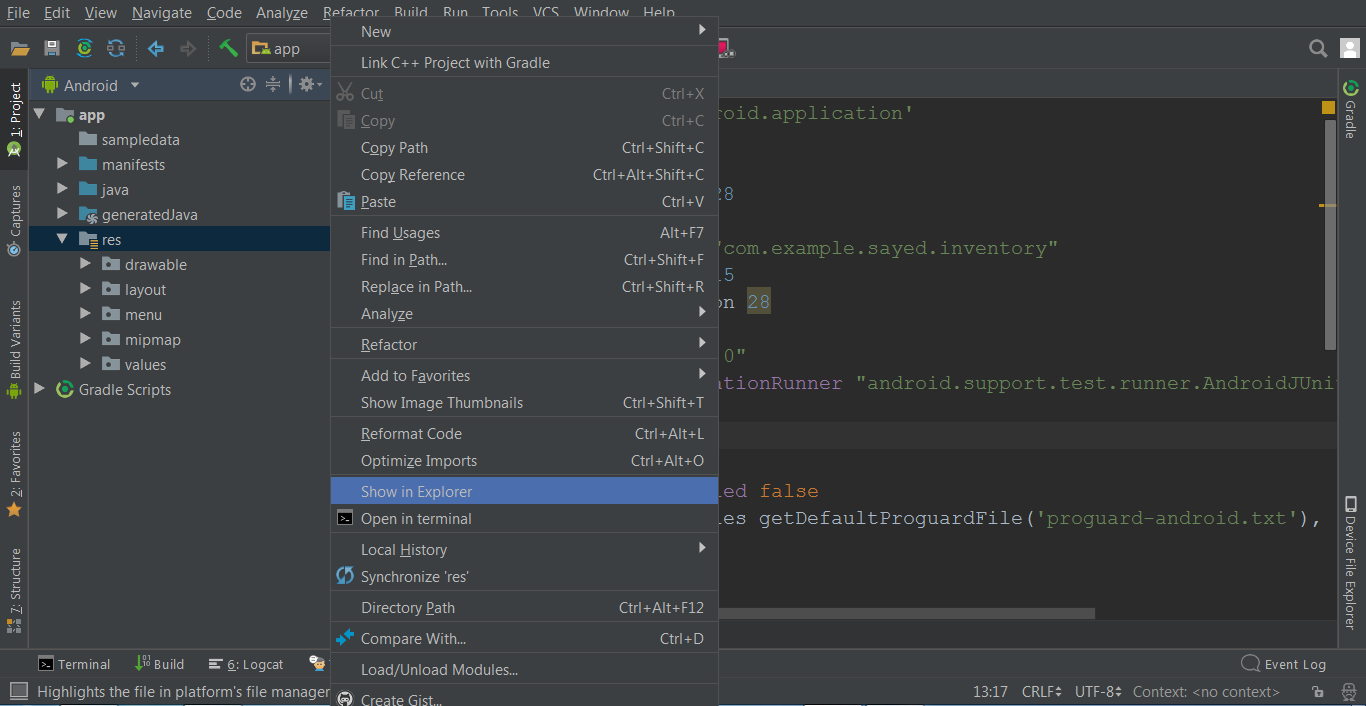 File Edit View Navigate Code Analyze Refactor Build Run Tools VCS Window Help
app
Android
1: Project
Captures
Build Variants
2: Favorites
7: Structure
app
sampledata
manifests
java
generatedJava
res
drawable
layout
menu
mipmap
values
Gradle Scripts
New
Link C++ Project with Gradle
Cut Ctrl+X
Copy Ctrl+C
Copy Path Ctrl+Shift+C
Copy Reference Ctrl+Alt+Shift+C
Paste Ctrl+V
Find Usages Alt+F7
Find in Path... Ctrl+Shift+F
Replace in Path... Ctrl+Shift+R
Analyze
Refactor
Add to Favorites
Show Image Thumbnails Ctrl+Shift+T
Reformat Code Ctrl+Alt+L
Optimize Imports Ctrl+Alt+O
Show in Explorer
Open in terminal
Local History
Synchronize 'res'
Directory Path Ctrl+Alt+F12
Compare With... Ctrl+D
Load/Unload Modules...
Create Gist...
roid.application'
28
"com.example.sayed.inventory"
15
on 28
0"
ationRunner "android.support.test.runner.AndroidJUni
ed false
les getDefaultProguardFile('proguard-android.txt'),
Gradle
Device File Explorer
Terminal 010 101 Build 6: Logcat
Event Log
Highlights the file in platform's file manager
13:17 CRLF UTF-8 Context: <no context>